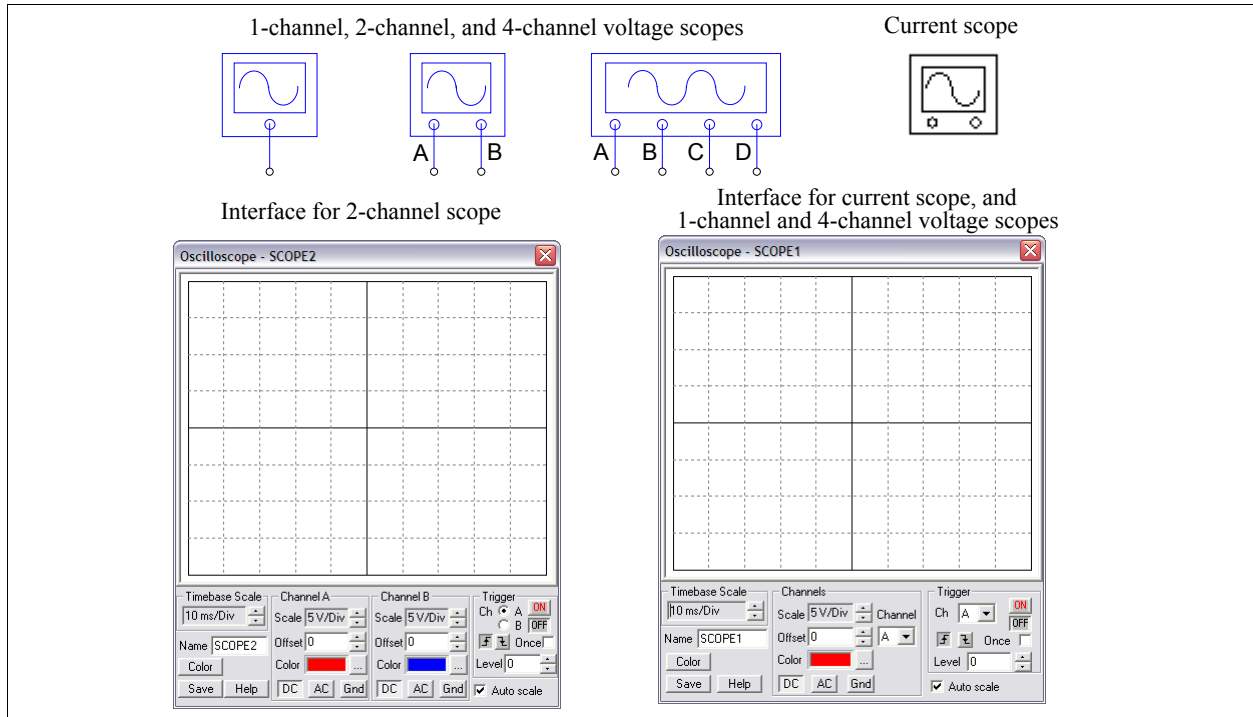 1-channel, 2-channel, and 4-channel voltage scopes
Current scope
A B
A B C D
Interface for 2-channel scope
Interface for current scope, and
1-channel and 4-channel voltage scopes
Oscilloscope - SCOPE2
Timebase Scale
10 ms/Div
Name SCOPE2
Color
Save Help
Channel A
Scale 5V/Div
Offset 0
Color ...
DC AC Gnd
Channel B
Scale 5V/Div
Offset 0
Color ...
DC AC Gnd
Trigger
Ch A ON
B OFF
Once
Level 0
Auto scale
Oscilloscope - SCOPE1
Timebase Scale
10 ms/Div
Name SCOPE1
Color
Save Help
Channels
Scale 5V/Div Channel
Offset 0 A
Color ...
DC AC Gnd
Trigger
Ch A ON
OFF
Once
Level 0
Auto scale